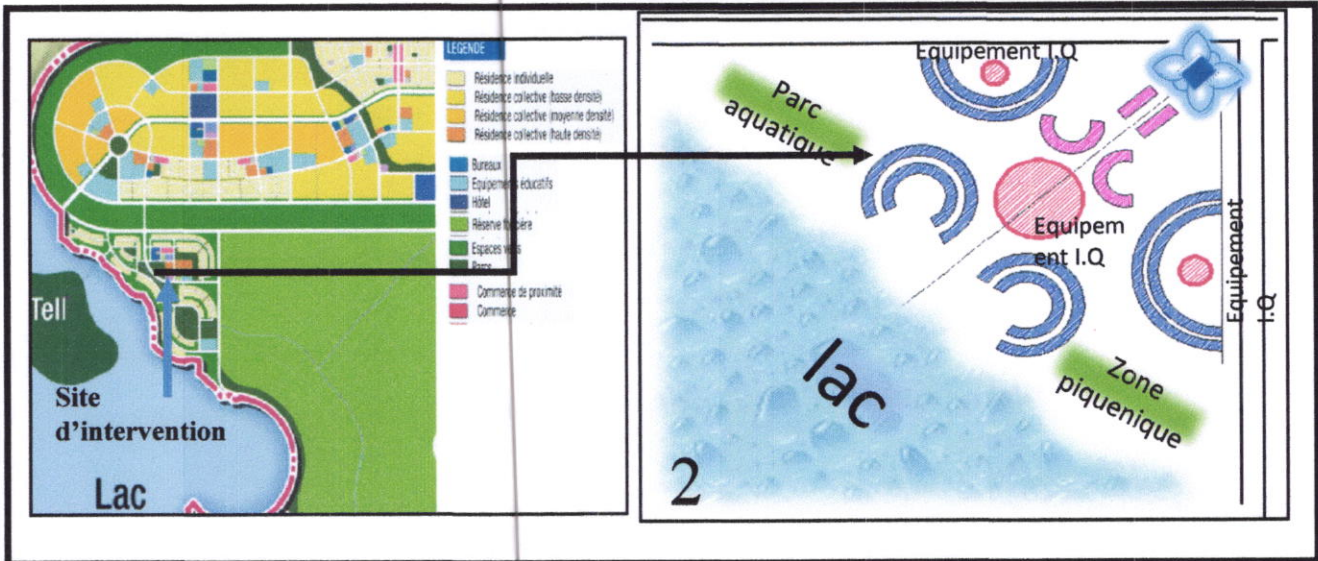 LEGENDE
Résidence individuelle
Résidence collective (basse densité)
Résidence collective (moyenne densité)
Résidence collective (haute densité)
Bureaux
Equipements éducatifs
Hôtel
Réserve foncière
Espaces verts
Commerce de proximité
Commerce
Tell
Site
d'intervention
Lac
Equipement I.Q
Parc
aquatique
Equipem
ent I.Q
Equipement
I.Q
Zone
piquenique
lac
2